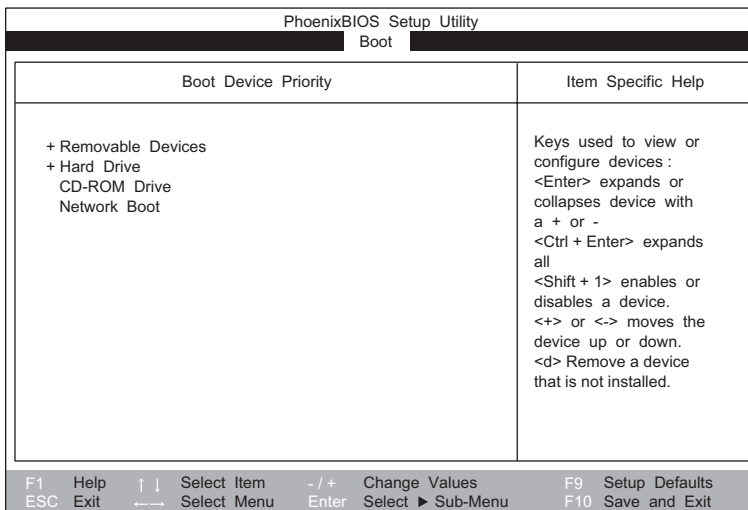 PhoenixBIOS Setup Utility
Boot
Boot Device Priority
Item Specific Help
+ Removable Devices
+ Hard Drive
CD-ROM Drive
Network Boot
Keys used to view or
configure devices :
<Enter> expands or
collapses device with
a + or -
<Ctrl + Enter> expands
all
<Shift + 1> enables or
disables a device.
<+> or <-> moves the
device up or down.
<d> Remove a device
that is not installed.
F1 Help ↑ ↓ Select Item - / + Change Values F9 Setup Defaults
ESC Exit ←→ Select Menu Enter Select ▶ Sub-Menu F10 Save and Exit